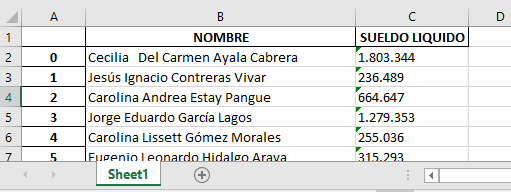 A B C D
1 NOMBRE SUELDO LIQUIDO
2 0 Cecilia Del Carmen Ayala Cabrera 1.803.344
3 1 Jesús Ignacio Contreras Vivar 236.489
4 2 Carolina Andrea Estay Pangue 664.647
5 3 Jorge Eduardo García Lagos 1.279.353
6 4 Carolina Lissett Gómez Morales 255.036
7 5 Eugenio Leonardo Hidalgo Araya 315.293
Sheet1